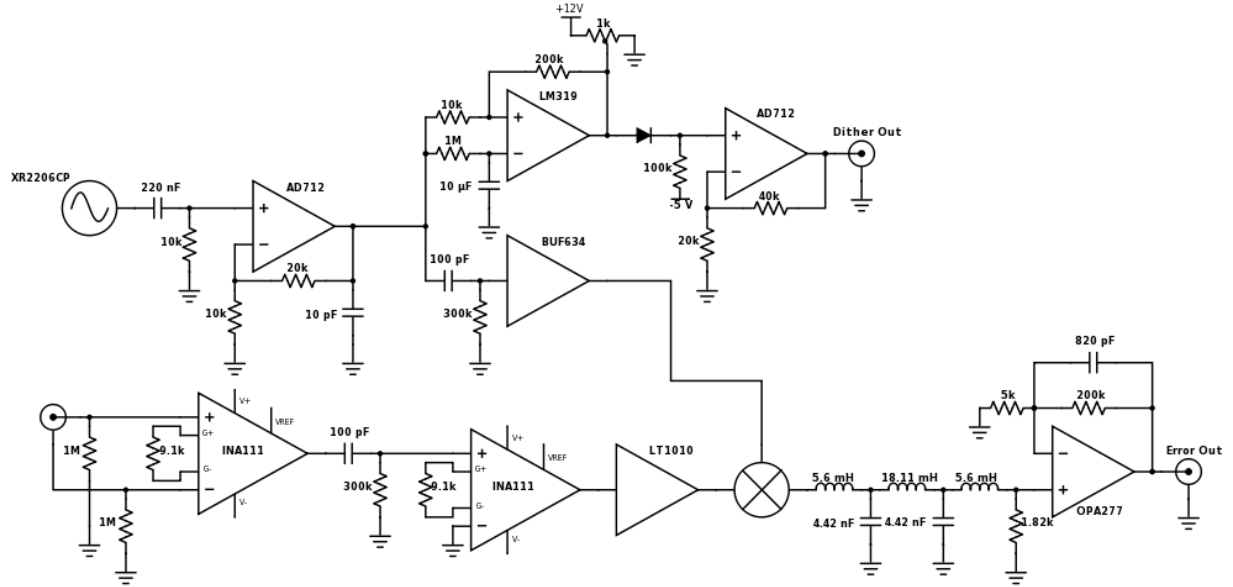 +12V
1k
200k
LM319
10k
+
1M
−
10 µF
AD712
+
−
100k
-5 V
40k
20k
Dither Out
XR2206CP
220 nF
10k
AD712
+
−
20k
10k
10 pF
100 pF
300k
BUF634
1M
1M
+
G+
G-
−
9.1k
V+
VREF
INA111
V-
100 pF
300k
+
G+
G-
−
9.1k
V+
VREF
INA111
V-
LT1010
5.6 mH
18.11 mH
5.6 mH
4.42 nF
4.42 nF
1.82k
820 pF
5k
200k
−
+
OPA277
Error Out